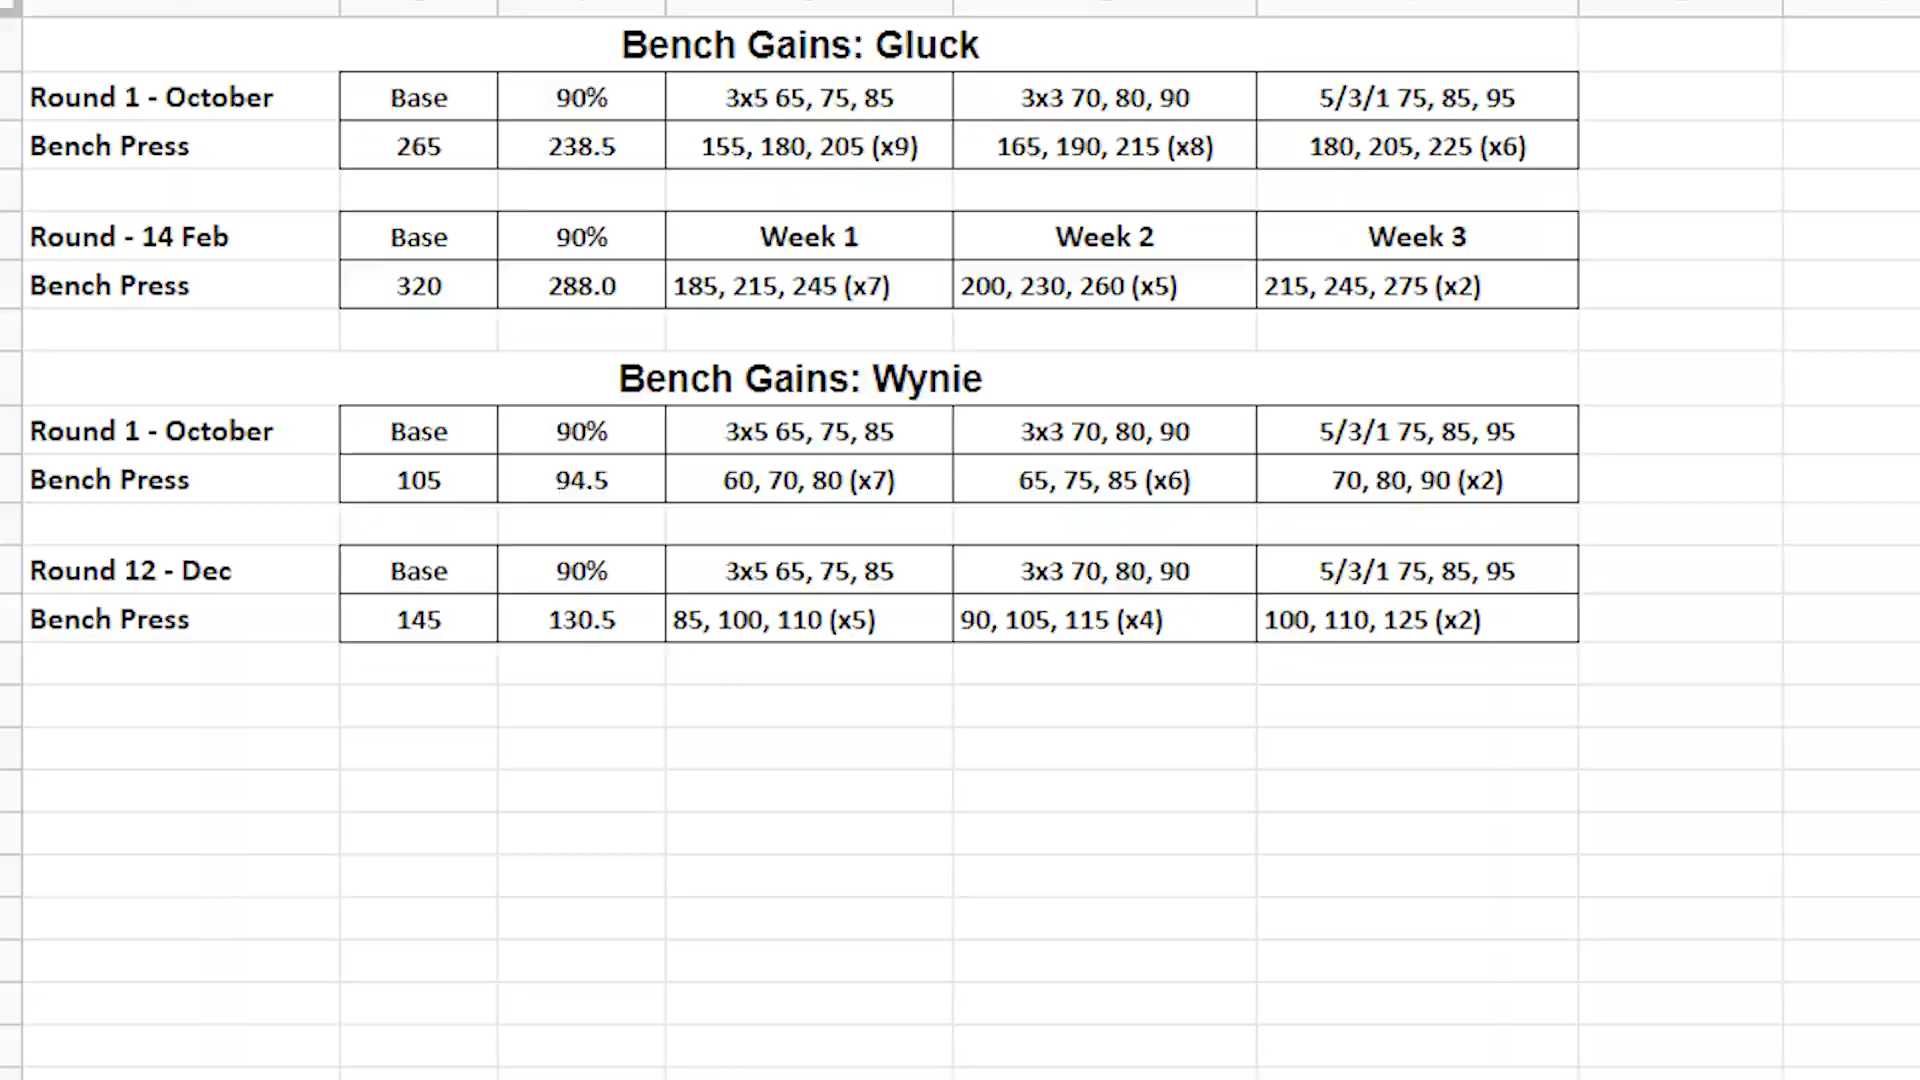 Bench Gains: Gluck
Round 1 - October Base 90% 3x5 65, 75, 85 3x3 70, 80, 90 5/3/1 75, 85, 95
Bench Press 265 238.5 155, 180, 205 (x9) 165, 190, 215 (x8) 180, 205, 225 (x6)
Round - 14 Feb Base 90% Week 1 Week 2 Week 3
Bench Press 320 288.0 185, 215, 245 (x7) 200, 230, 260 (x5) 215, 245, 275 (x2)
Bench Gains: Wynie
Round 1 - October Base 90% 3x5 65, 75, 85 3x3 70, 80, 90 5/3/1 75, 85, 95
Bench Press 105 94.5 60, 70, 80 (x7) 65, 75, 85 (x6) 70, 80, 90 (x2)
Round 12 - Dec Base 90% 3x5 65, 75, 85 3x3 70, 80, 90 5/3/1 75, 85, 95
Bench Press 145 130.5 85, 100, 110 (x5) 90, 105, 115 (x4) 100, 110, 125 (x2)